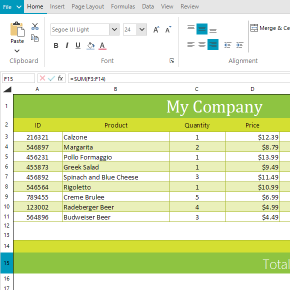 File Home Insert Page Layout Formulas Data View Review
Paste
Segoe UI Light 24 A A
B I U A
Merge & Ce
Clipboard Font Alignment
F15 =SUM(F3:F14)
A B C D
1 My Company
2 ID Product Quantity Price
3 216321 Calzone 1 $12.39
4 546897 Margarita 2 $8.79
5 456231 Pollo Formaggio 1 $13.99
6 455873 Greek Salad 1 $9.49
7 456892 Spinach and Blue Cheese 3 $11.49
8 546564 Rigoletto 1 $10.99
9 789455 Creme Brulee 5 $6.99
10 123002 Radeberger Beer 4 $4.99
11 564896 Budweiser Beer 3 $4.49
12
13
14
15 Total
16
17